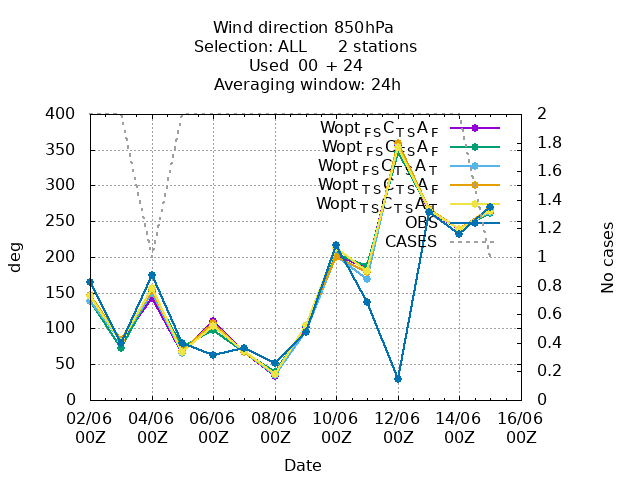 Wind direction 850hPa
Selection: ALL 2 stations
Used 00 + 24
Averaging window: 24h
deg
No cases
400
350
300
250
200
150
100
50
0
2
1.8
1.6
1.4
1.2
1
0.8
0.6
0.4
0.2
0
Wopt FS C T S A F
Wopt FS C F S A F
Wopt FS C T S A T
Wopt TS C T S A F
Wopt TS C T S A T
OBS
CASES
02/06 04/06 06/06 08/06 10/06 12/06 14/06 16/06
00Z 00Z 00Z 00Z 00Z 00Z 00Z 00Z
Date